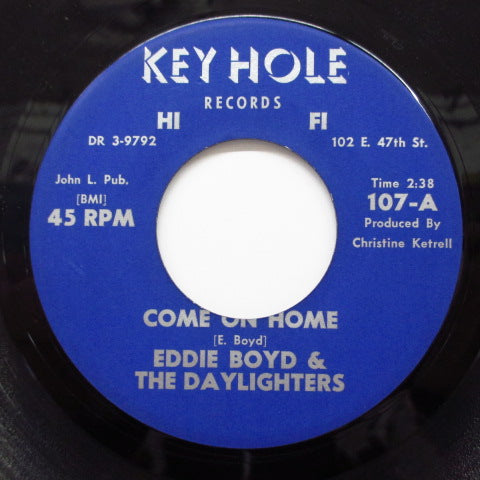 KEY HOLE
RECORDS
HI FI
DR 3-9792
102 E. 47th St.
John L. Pub.
[BMI]
45 RPM
Time 2:38
107-A
Produced By
Christine Ketrell
COME ON HOME
[E. Boyd]
EDDIE BOYD &
THE DAYLIGHTERS